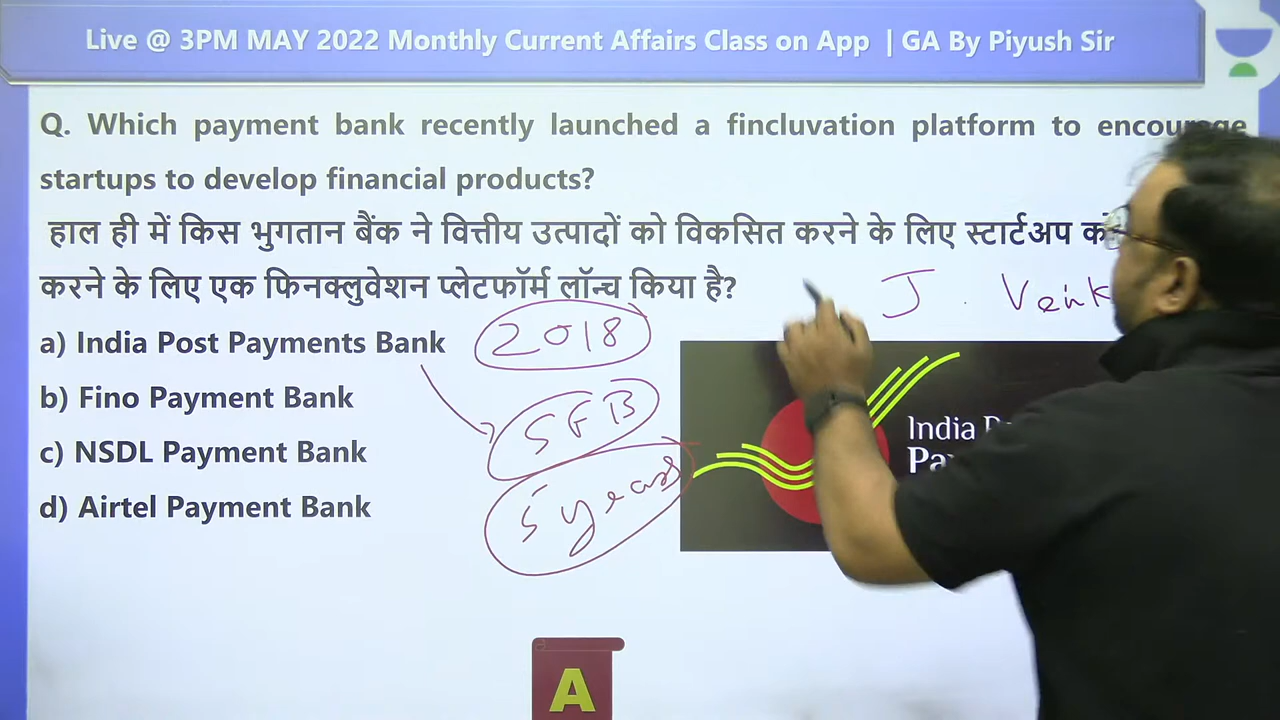 Live @ 3PM MAY 2022 Monthly Current Affairs Class on App | GA By Piyush Sir
Q. Which payment bank recently launched a fincluvation platform to encourage
startups to develop financial products?
हाल ही में किस भुगतान बैंक ने वित्तीय उत्पादों को विकसित करने के लिए स्टार्टअप को
करने के लिए एक फिनक्लुवेशन प्लेटफॉर्म लॉन्च किया है?
J. Venk
a) India Post Payments Bank
2018
b) Fino Payment Bank
SFB
c) NSDL Payment Bank
5 years
d) Airtel Payment Bank
India P
Pa
A